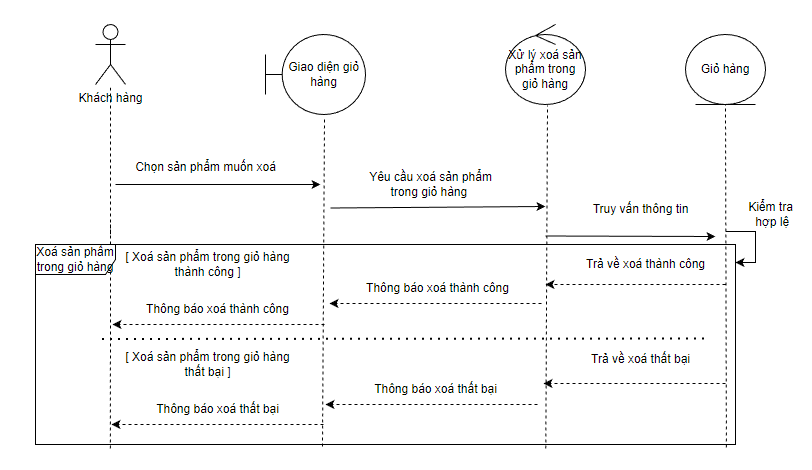 Khách hàng
Giao diện giỏ
hàng
Xử lý xoá sản
phẩm trong
giỏ hàng
Giỏ hàng
Chọn sản phẩm muốn xoá
Yêu cầu xoá sản phẩm
trong giỏ hàng
Truy vấn thông tin
Kiểm tra
hợp lệ
Xoá sản phẩm
trong giỏ hàng
[ Xoá sản phẩm trong giỏ hàng
thành công ]
Trả về xoá thành công
Thông báo xoá thành công
Thông báo xoá thành công
[ Xoá sản phẩm trong giỏ hàng
thất bại ]
Trả về xoá thất bại
Thông báo xoá thất bại
Thông báo xoá thất bại